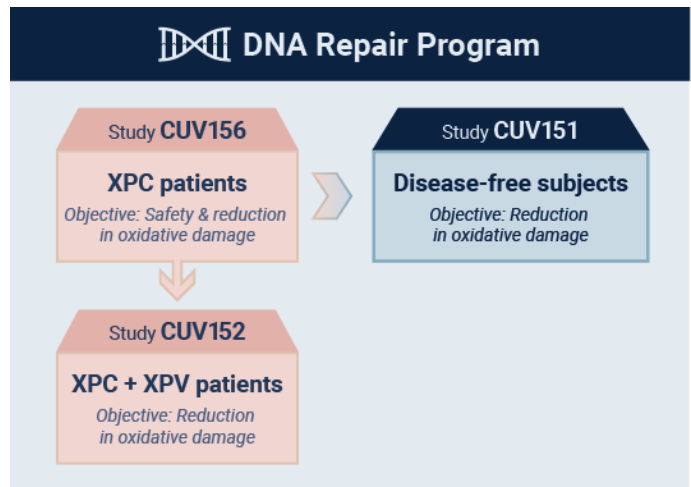 DNA Repair Program
Study CUV156
XPC patients
Objective: Safety & reduction
in oxidative damage
Study CUV151
Disease-free subjects
Objective: Reduction
in oxidative damage
Study CUV152
XPC + XPV patients
Objective: Reduction
in oxidative damage